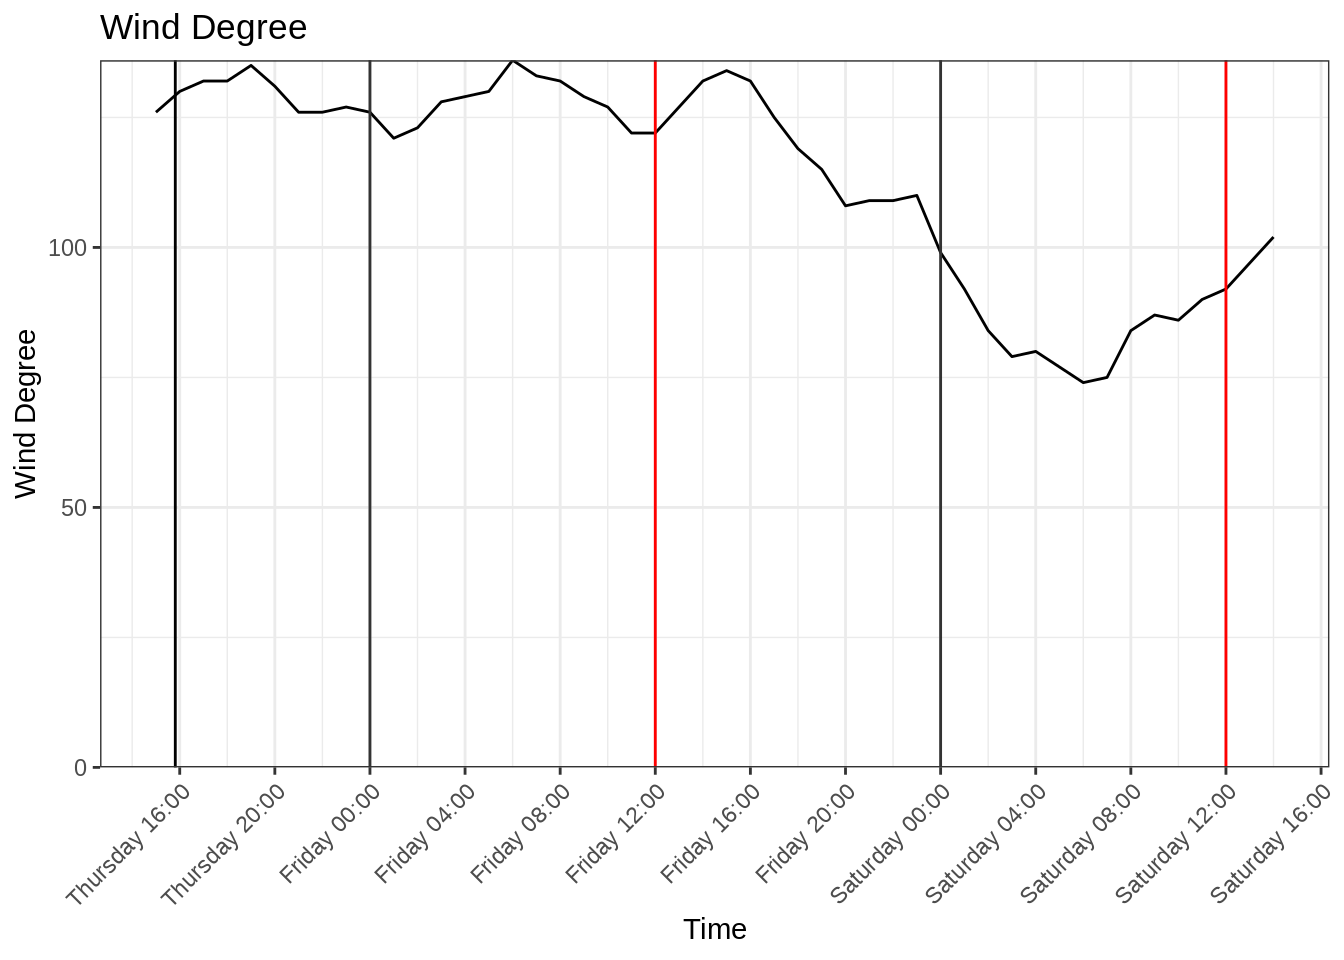 Wind Degree
Wind Degree
100
50
0
Thursday 16:00
Thursday 20:00
Friday 00:00
Friday 04:00
Friday 08:00
Friday 12:00
Friday 16:00
Friday 20:00
Saturday 00:00
Saturday 04:00
Saturday 08:00
Saturday 12:00
Saturday 16:00
Time